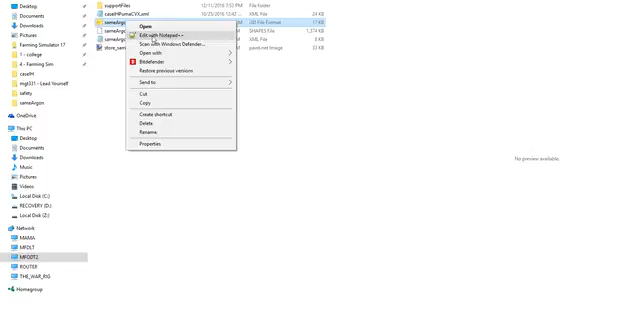 Desktop
Documents
Downloads
Pictures
Farming Simulator 17
1 - college
4 - Farming Sim
caseIH
mgt331 - Lead Yourself
safety
sameArgon
OneDrive
This PC
Desktop
Documents
Downloads
Music
Pictures
Videos
Local Disk (C:)
RECOVERY (D:)
Local Disk (Z:)
Network
MAMA
MFDLT
ROUTER
THE_WAR_RIG
Homegroup
supportFiles 12/11/2016 3:53 PM File folder
caseIHPumaCVX.xml 10/25/2016 12:42 ... XML File 24 KB
sameArgo M I3D File Format 17 KB
sameArgo M SHAPES File 1,374 KB
sameArgo M XML File 8 KB
store_sam M paint.net Image 33 KB
Open
Edit with Notepad++
Scan with Windows Defender...
Open with
Bitdefender
Restore previous versions
Send to
Cut
Copy
Create shortcut
Delete
Rename
Properties
No preview available.